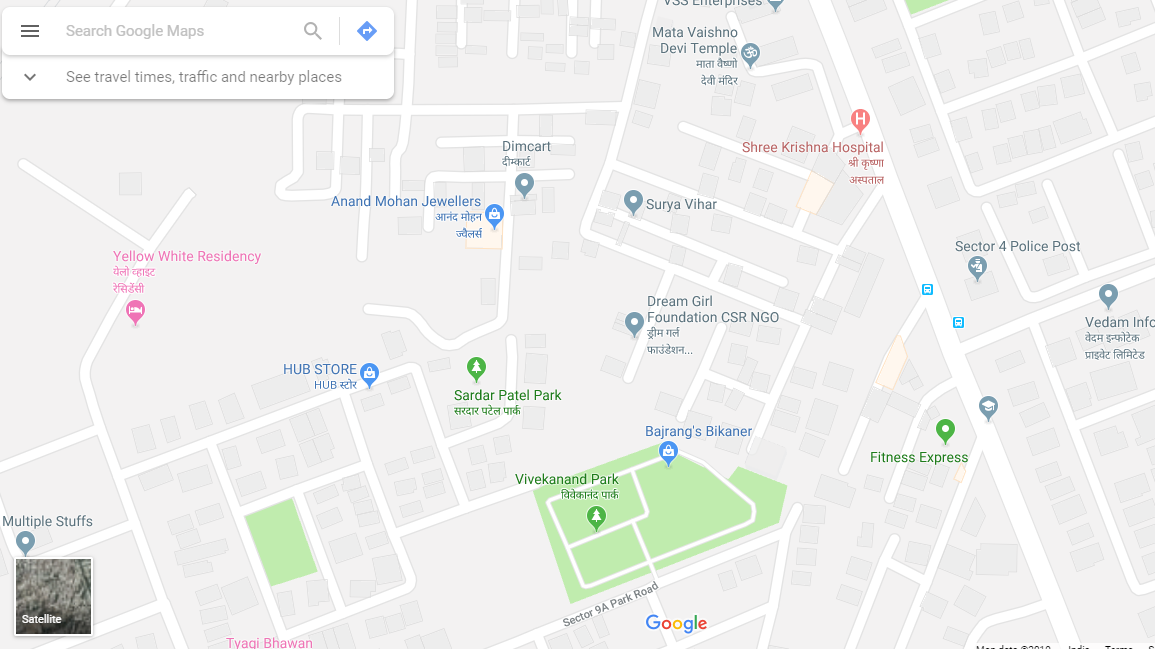 VSS Enterprises
Search Google Maps
Mata Vaishno
Devi Temple
माता वैष्णो
देवी मंदिर
See travel times, traffic and nearby places
Shree Krishna Hospital
श्री कृष्णा
अस्पताल
Dimcart
दीम्कार्ट
Anand Mohan Jewellers
आनंद मोहन
ज्वैलर्स
Surya Vihar
Sector 4 Police Post
Yellow White Residency
येलो व्हाइट
रेसिडेंसी
Dream Girl
Foundation CSR NGO
ड्रीम गर्ल
फाउंडेशन...
Vedam Info
वेदम इन्फोटेक
प्राइवेट लिमिटेड
HUB STORE
HUB स्टोर
Sardar Patel Park
सरदार पटेल पार्क
Bajrang's Bikaner
Fitness Express
Vivekanand Park
विवेकानंद पार्क
Multiple Stuffs
Satellite
Sector 9A Park Road
Google
Tyagi Bhawan
Map data ©2019 India Terms